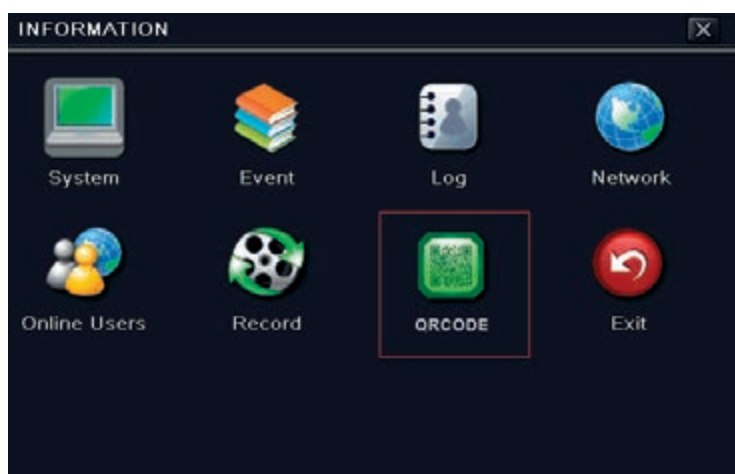 INFORMATION
System Event Log Network
Online Users Record QRCODE Exit